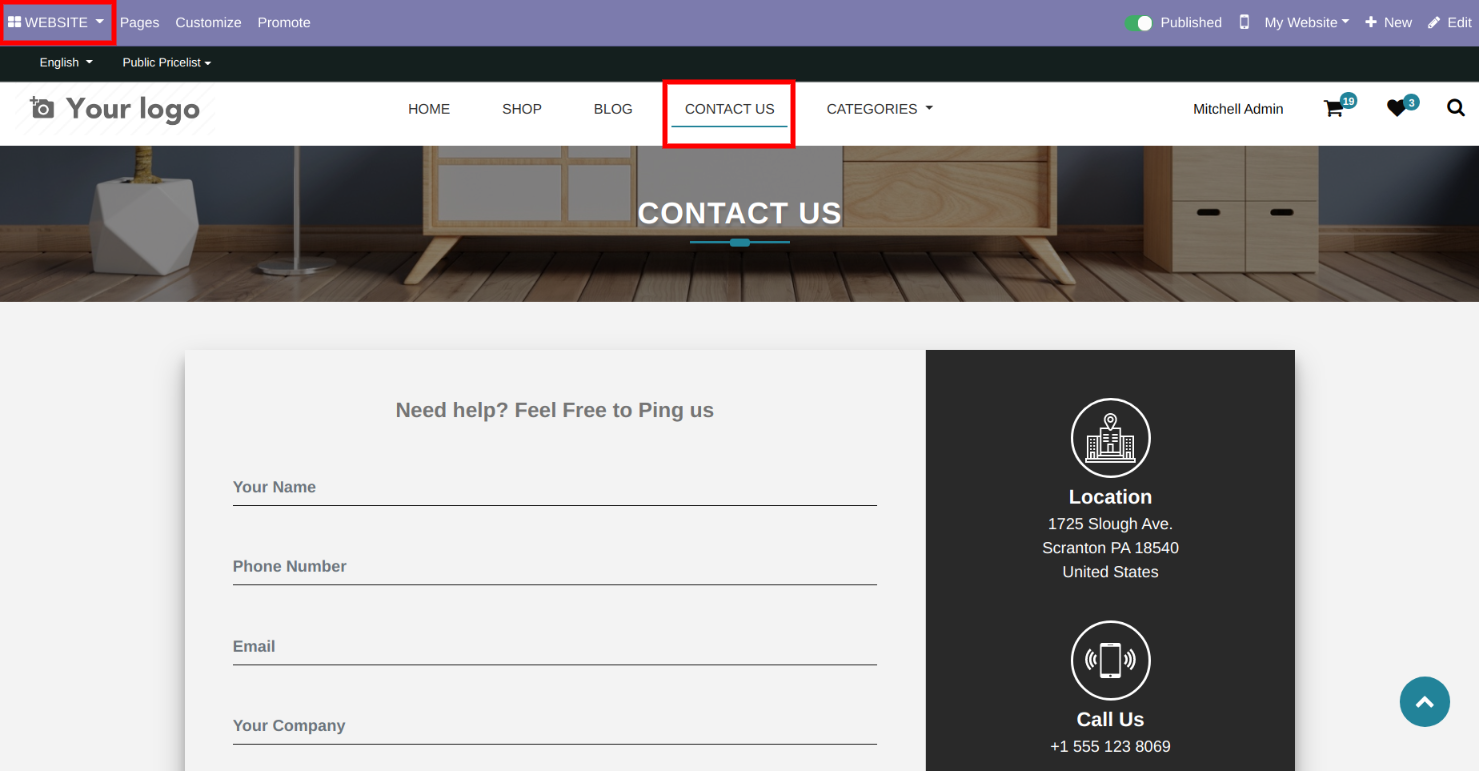 WEBSITE Pages Customize Promote Published My Website New Edit
English Public Pricelist
Your logo HOME SHOP BLOG CONTACT US CATEGORIES Mitchell Admin 19 3
CONTACT US
Need help? Feel Free to Ping us
Your Name
Phone Number
Email
Your Company
Location
1725 Slough Ave.
Scranton PA 18540
United States
Call Us
+1 555 123 8069